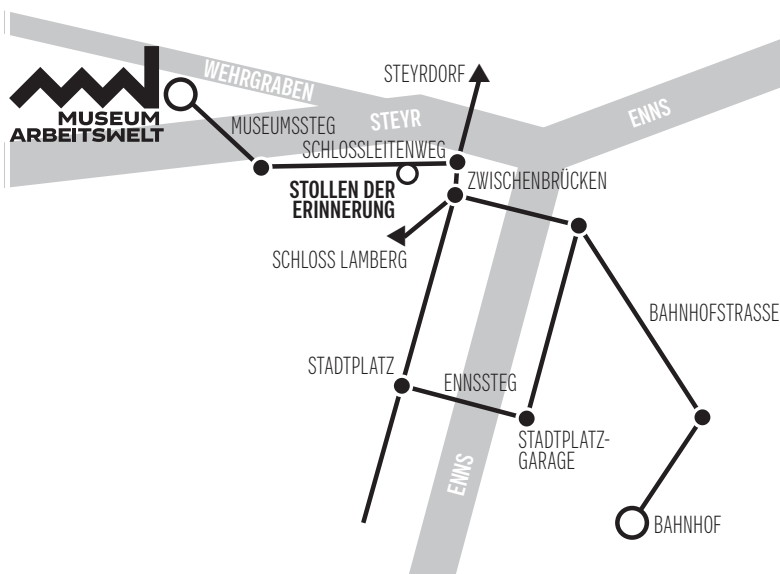 STEYRDORF
WEHRGRABEN
ENNS
MUSEUM
ARBEITSWELT
MUSEUMSSTEG
STEYR
SCHLOSSLEITENWEG
STOLLEN DER
ERINNERUNG
ZWISCHENBRÜCKEN
SCHLOSS LAMBERG
BAHNHOFSTRASSE
STADTPLATZ
ENNSSTEG
STADTPLATZ-
GARAGE
ENNS
BAHNHOF